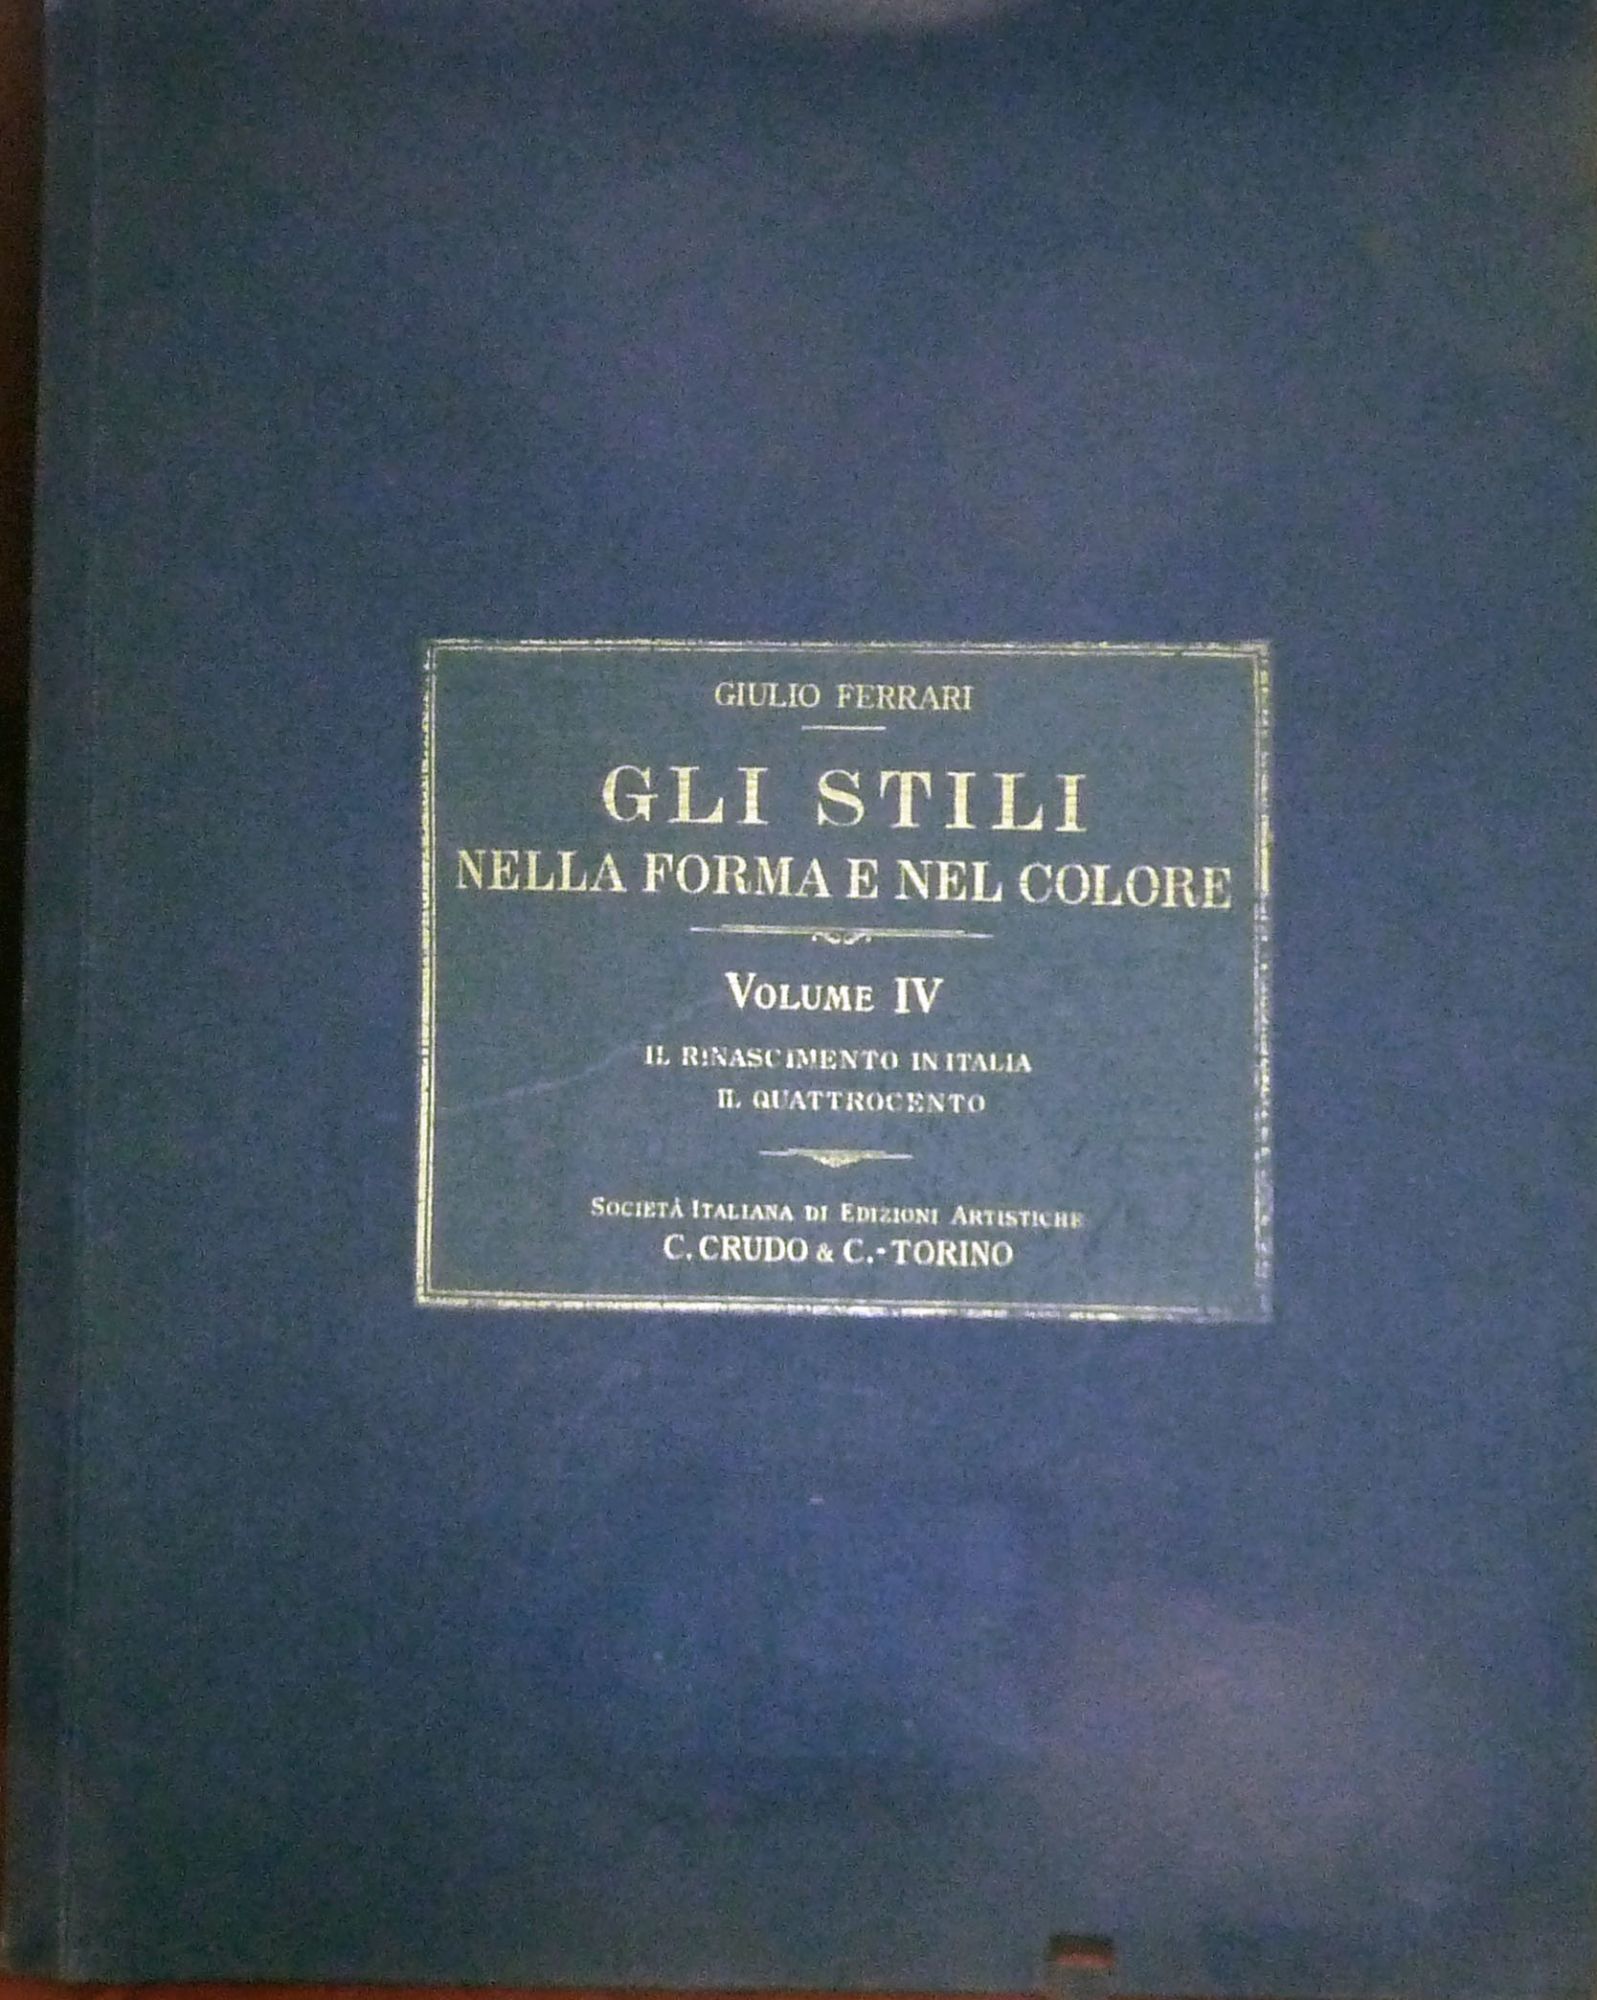 GIULIO FERRARI
GLI STILI
NELLA FORMA E NEL COLORE
VOLUME IV
IL RINASCIMENTO IN ITALIA
IL QUATTROCENTO
SOCIETÀ ITALIANA DI EDIZIONI ARTISTICHE
C. CRUDO & C. - TORINO